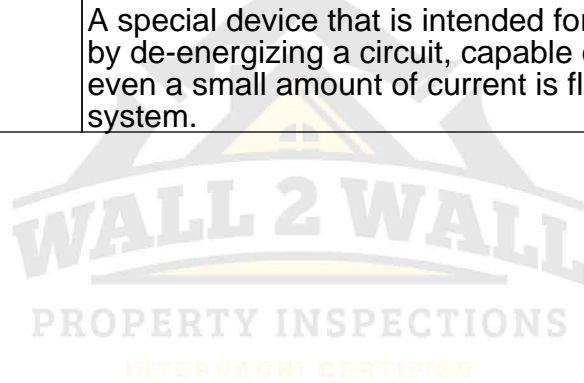 A special device that is intended for
by de-energizing a circuit, capable
even a small amount of current is fl
system.
WALL 2 WALL
PROPERTY INSPECTIONS
INTERNACHI CERTIFIED